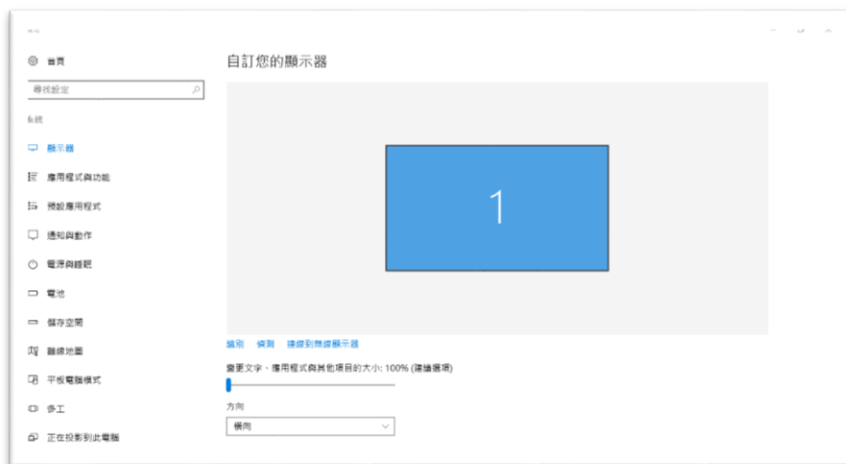 設定
首頁
自訂您的顯示器
尋找設定
系統
顯示器
1
應用程式與功能
預設應用程式
通知與動作
電源與睡眠
電池
儲存空間
識別 偵測 連線到無線顯示器
離線地圖
變更文字、應用程式與其他項目的大小: 100% (建議選項)
平板電腦模式
方向
多工
橫向
正在投影到此電腦